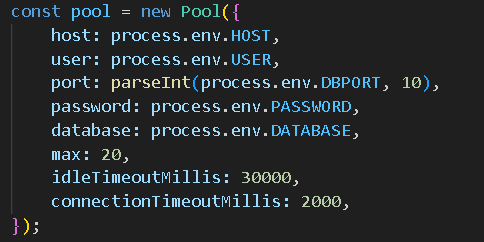 const pool = new Pool({
    host: process.env.HOST,
    user: process.env.USER,
    port: parseInt(process.env.DBPORT, 10),
    password: process.env.PASSWORD,
    database: process.env.DATABASE,
    max: 20,
    idleTimeoutMillis: 30000,
    connectionTimeoutMillis: 2000,
});